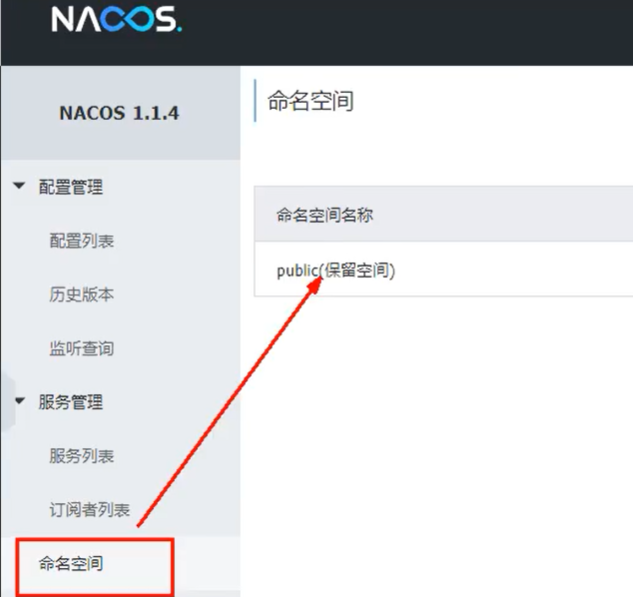 NACOS.
NACOS 1.1.4
配置管理
配置列表
历史版本
监听查询
服务管理
服务列表
订阅者列表
命名空间
命名空间
命名空间名称
public(保留空间)